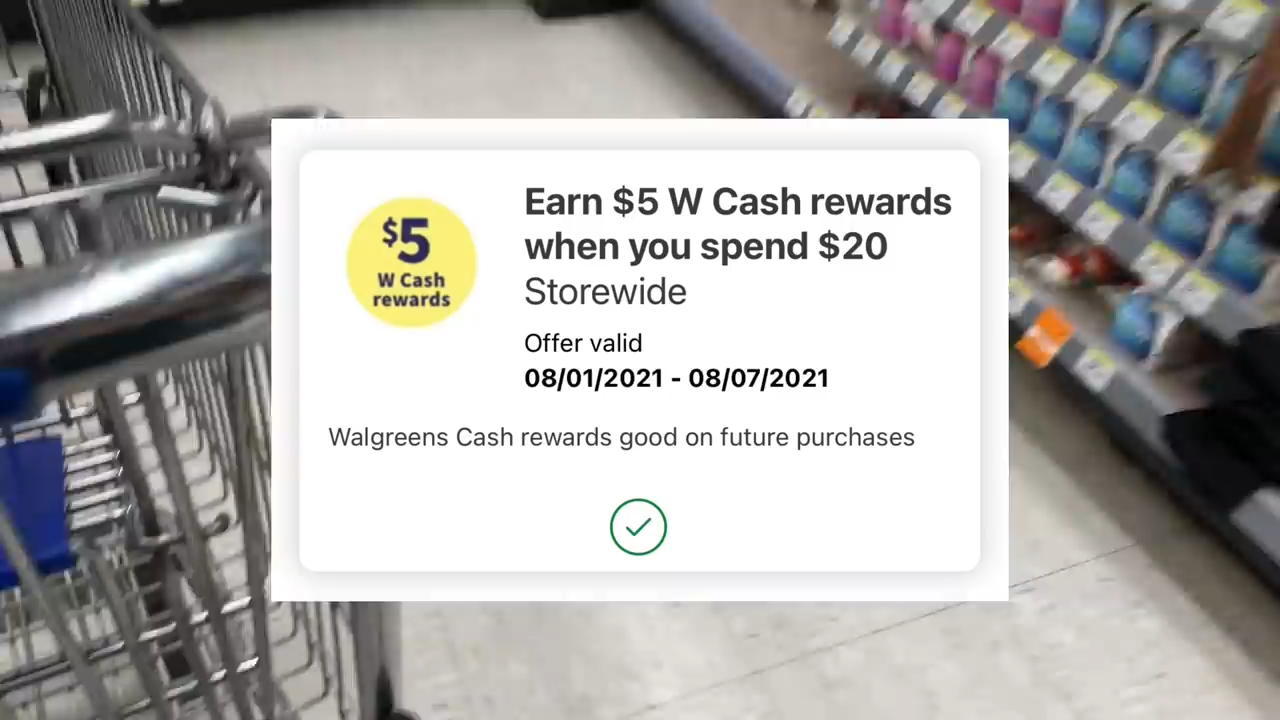 $5
W Cash
rewards
Earn $5 W Cash rewards
when you spend $20
Storewide
Offer valid
08/01/2021 - 08/07/2021
Walgreens Cash rewards good on future purchases